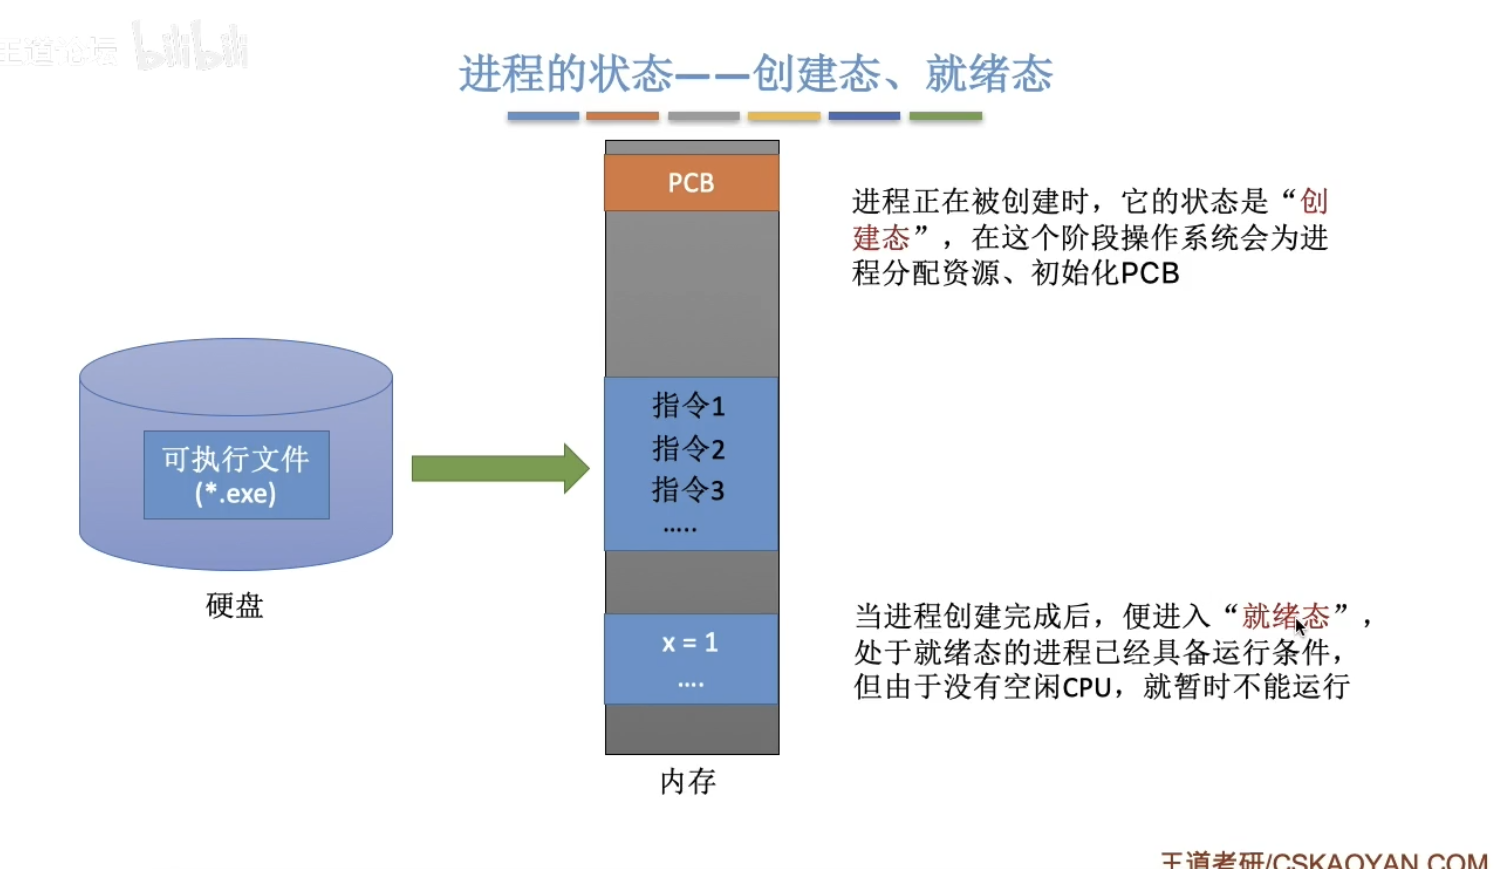 王道论坛 bilibili
进程的状态——创建态、就绪态
PCB
进程正在被创建时，它的状态是“创
建态”，在这个阶段操作系统会为进
程分配资源、初始化PCB
指令1
指令2
指令3
.....
可执行文件
(*.exe)
硬盘
x = 1
....
当进程创建完成后，便进入“就绪态”，
处于就绪态的进程已经具备运行条件，
但由于没有空闲CPU，就暂时不能运行
内存
王道考研/CSKAOYAN.COM